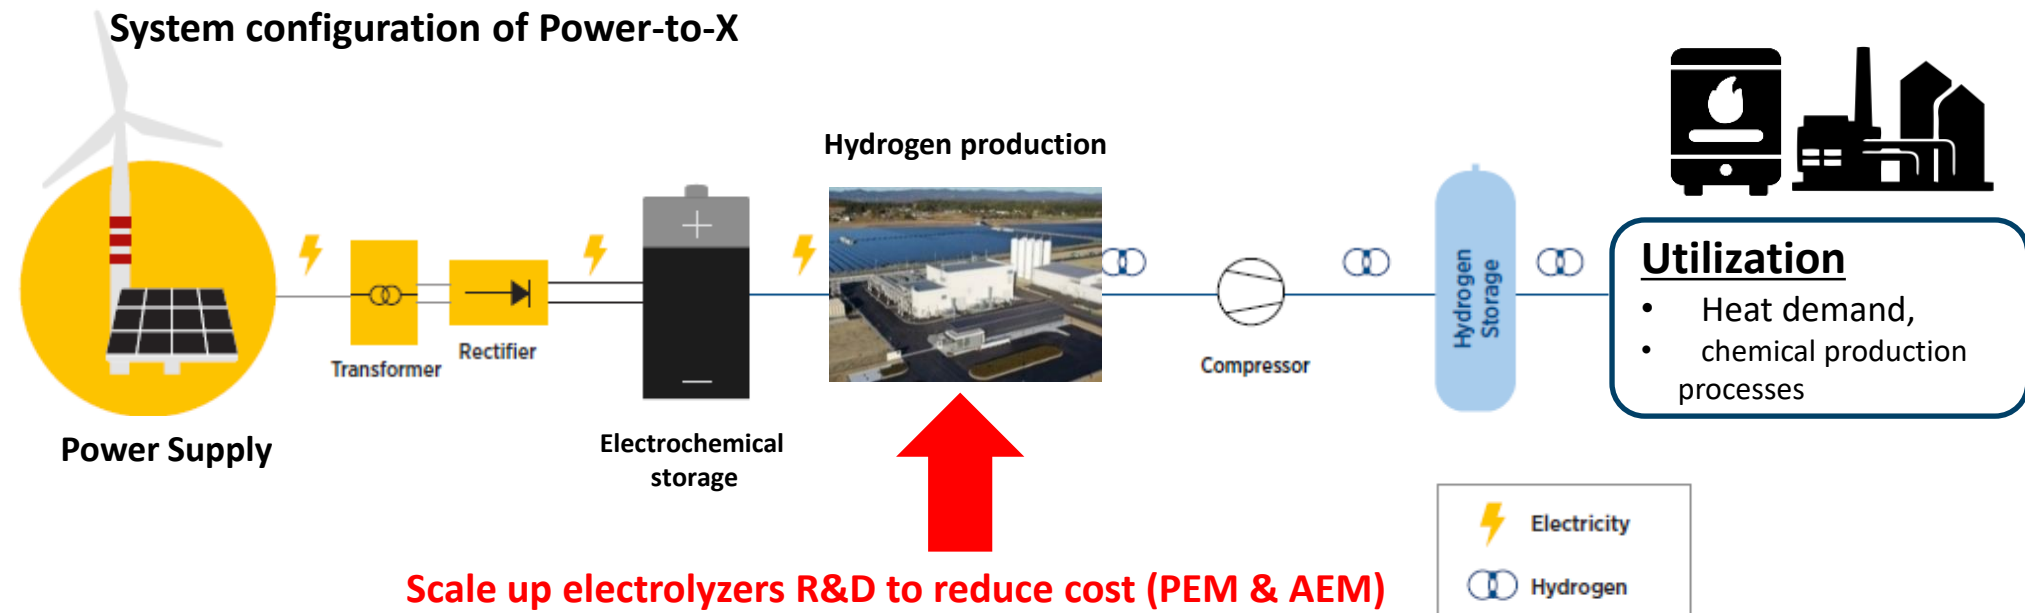 System configuration of Power-to-X
Hydrogen production
Transformer
Rectifier
Compressor
Hydrogen
Storage
Utilization
• Heat demand,
• chemical production
processes
Power Supply
Electrochemical
storage
Scale up electrolyzers R&D to reduce cost (PEM & AEM)
Electricity
Hydrogen